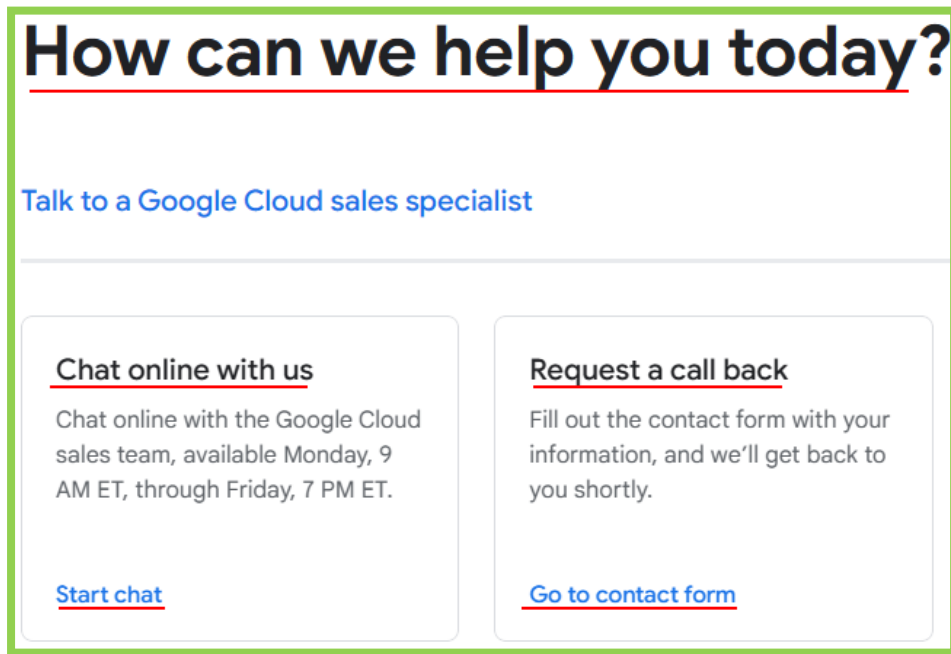 How can we help you today?
Talk to a Google Cloud sales specialist
Chat online with us
Chat online with the Google Cloud
sales team, available Monday, 9
AM ET, through Friday, 7 PM ET.
Start chat
Request a call back
Fill out the contact form with your
information, and we’ll get back to
you shortly.
Go to contact form